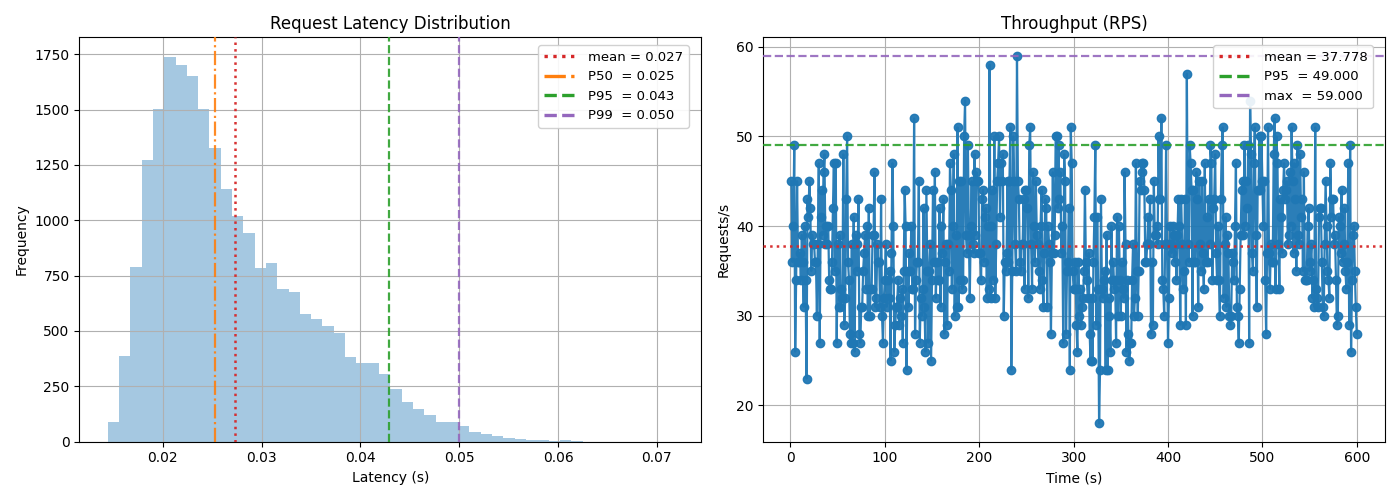 Request Latency Distribution
mean = 0.027
P50 = 0.025
P95 = 0.043
P99 = 0.050
Frequency
1750
1500
1250
1000
750
500
250
0
0.02 0.03 0.04 0.05 0.06 0.07
Latency (s)
Throughput (RPS)
mean = 37.778
P95 = 49.000
max = 59.000
Requests/s
60
50
40
30
20
0 100 200 300 400 500 600
Time (s)